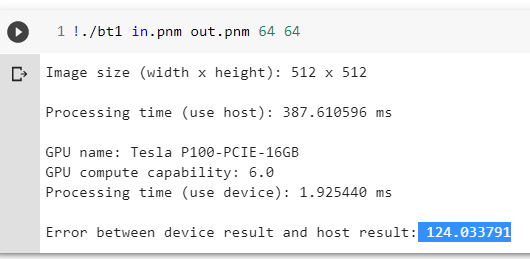 1 !./bt1 in.pnm out.pnm 64 64
Image size (width x height): 512 x 512
Processing time (use host): 387.610596 ms
GPU name: Tesla P100-PCIE-16GB
GPU compute capability: 6.0
Processing time (use device): 1.925440 ms
Error between device result and host result: 124.033791